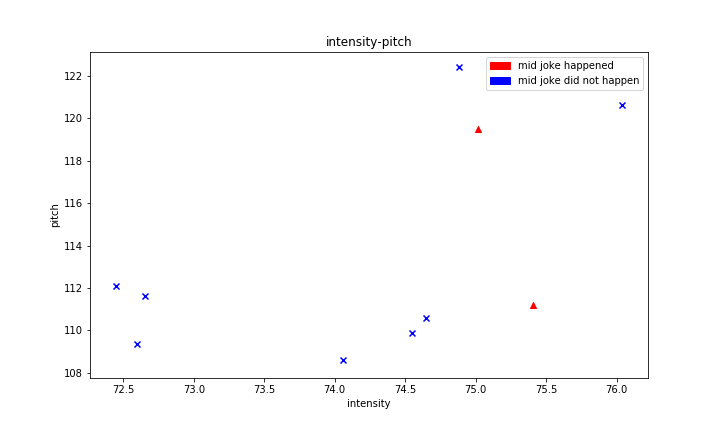 intensity-pitch
mid joke happened
mid joke did not happen
122
120
118
116
114
112
110
108
pitch
72.5 73.0 73.5 74.0 74.5 75.0 75.5 76.0
intensity